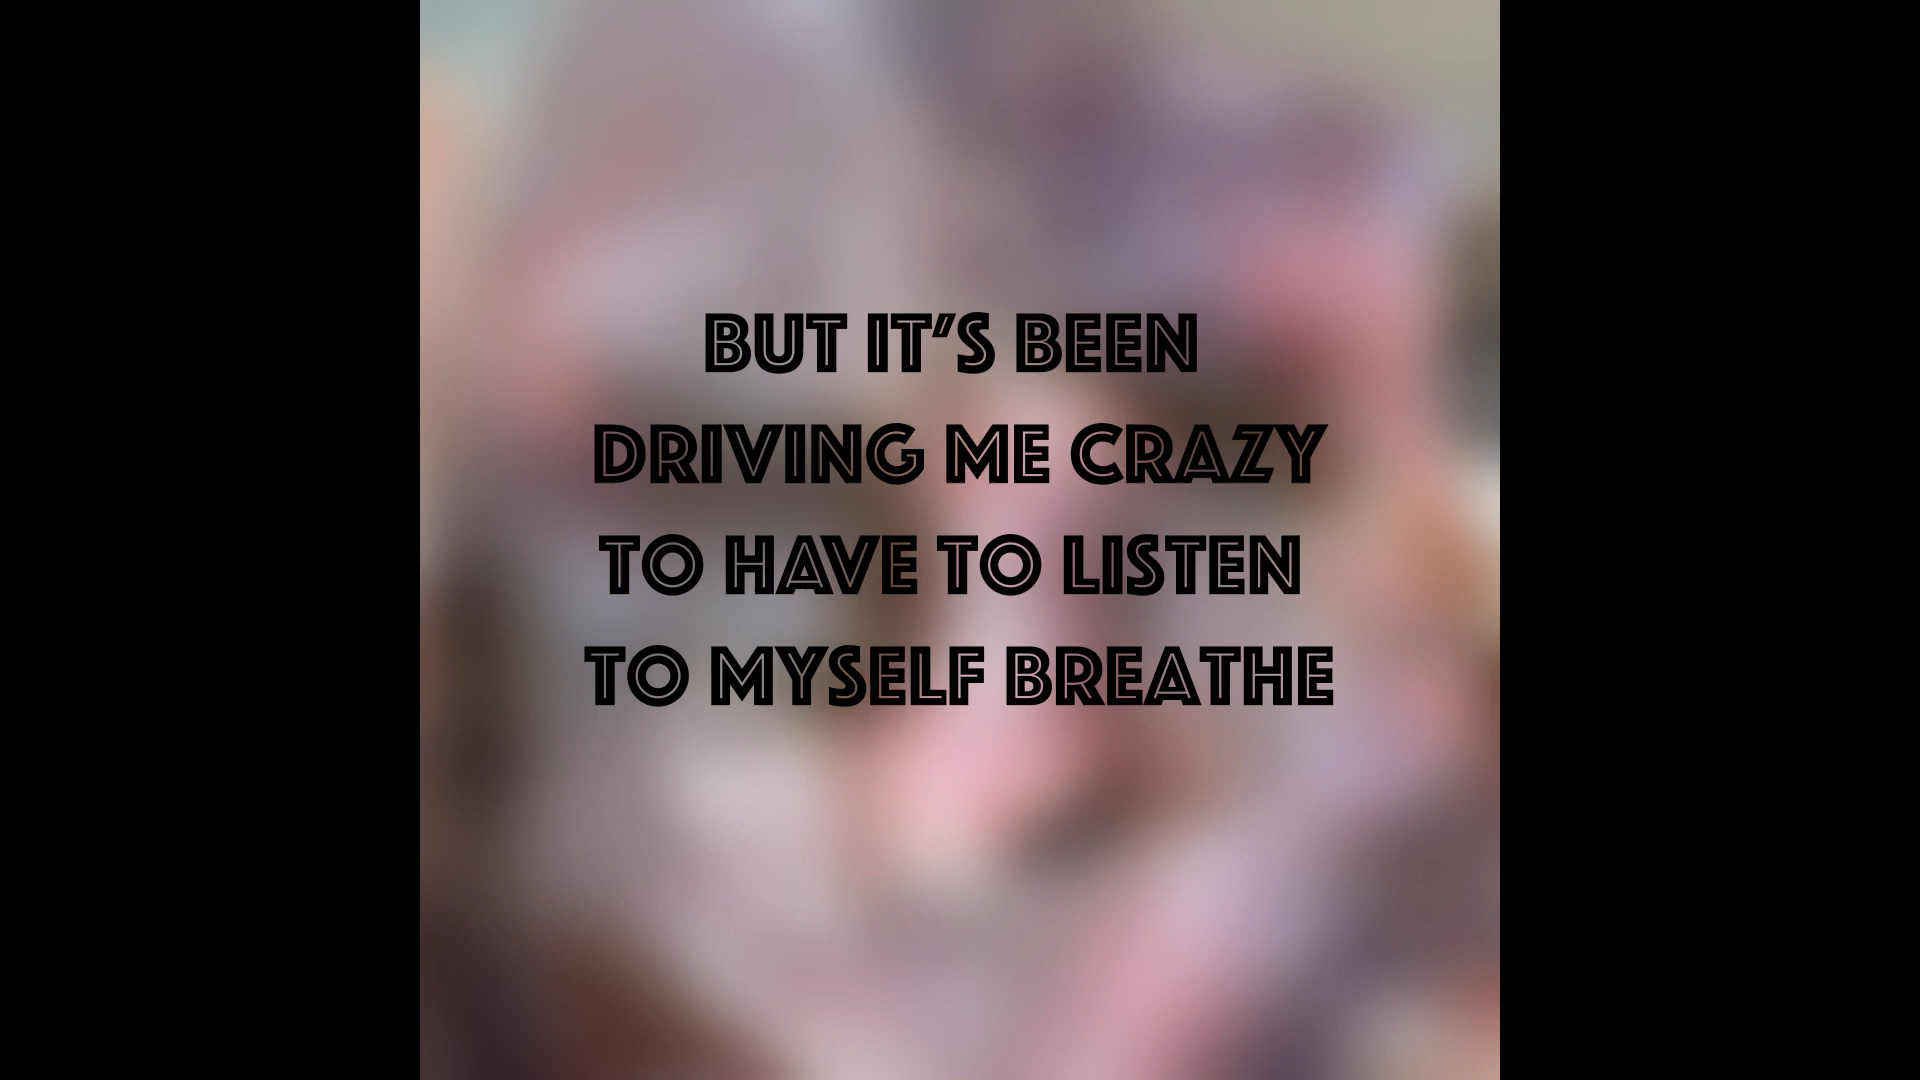 BUT IT'S BEEN
DRIVING ME CRAZY
TO HAVE TO LISTEN
TO MYSELF BREATHE